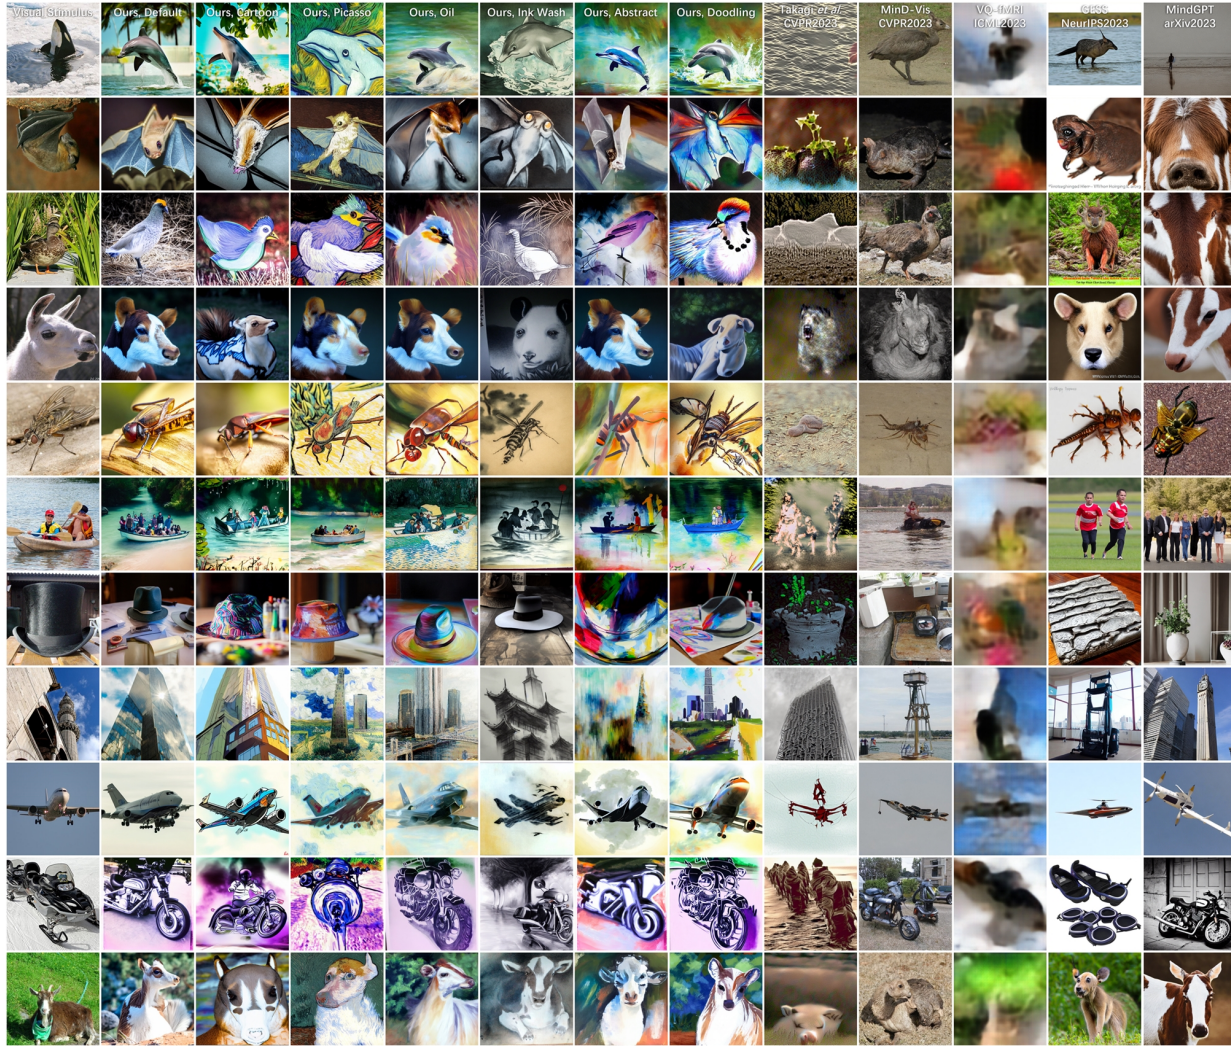 Visual Stimulus
Ours, Default
Ours, Cartoon
Ours, Picasso
Ours, Oil
Ours, Ink Wash
Ours, Abstract
Ours, Doodling
Takagi et al.
CVPR2023
MinD-Vis
CVPR2023
VQ-fMRI
ICML2023
NeurIPS2023
MindGPT
arXiv2023